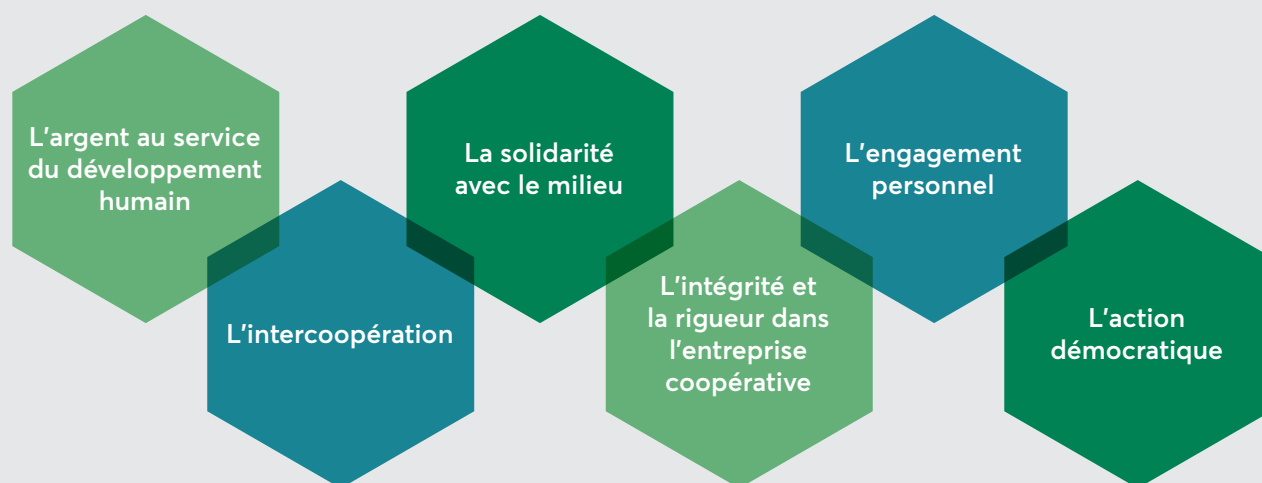 L'argent au service
du développement
humain
L'intercoopération
La solidarité
avec le milieu
L'intégrité et
la rigueur dans
l'entreprise
coopérative
L'engagement
personnel
L'action
démocratique